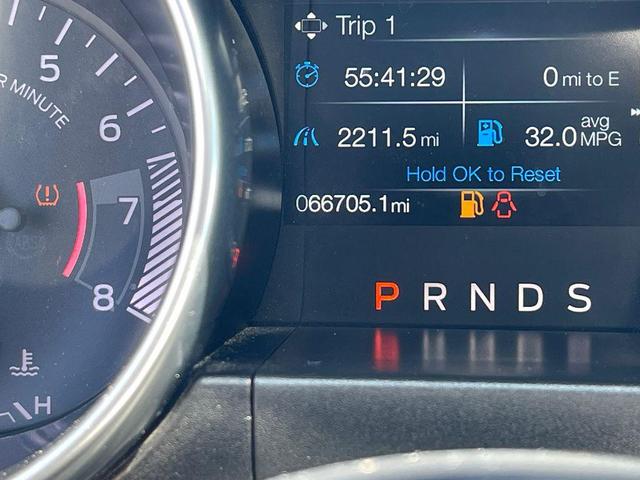 Trip 1
5
55:41:29
0 mi to E
R MINUTE
6
2211.5 mi
32.0 avg MPG
Hold OK to Reset
7
066705.1 mi
8
P R N D S
H